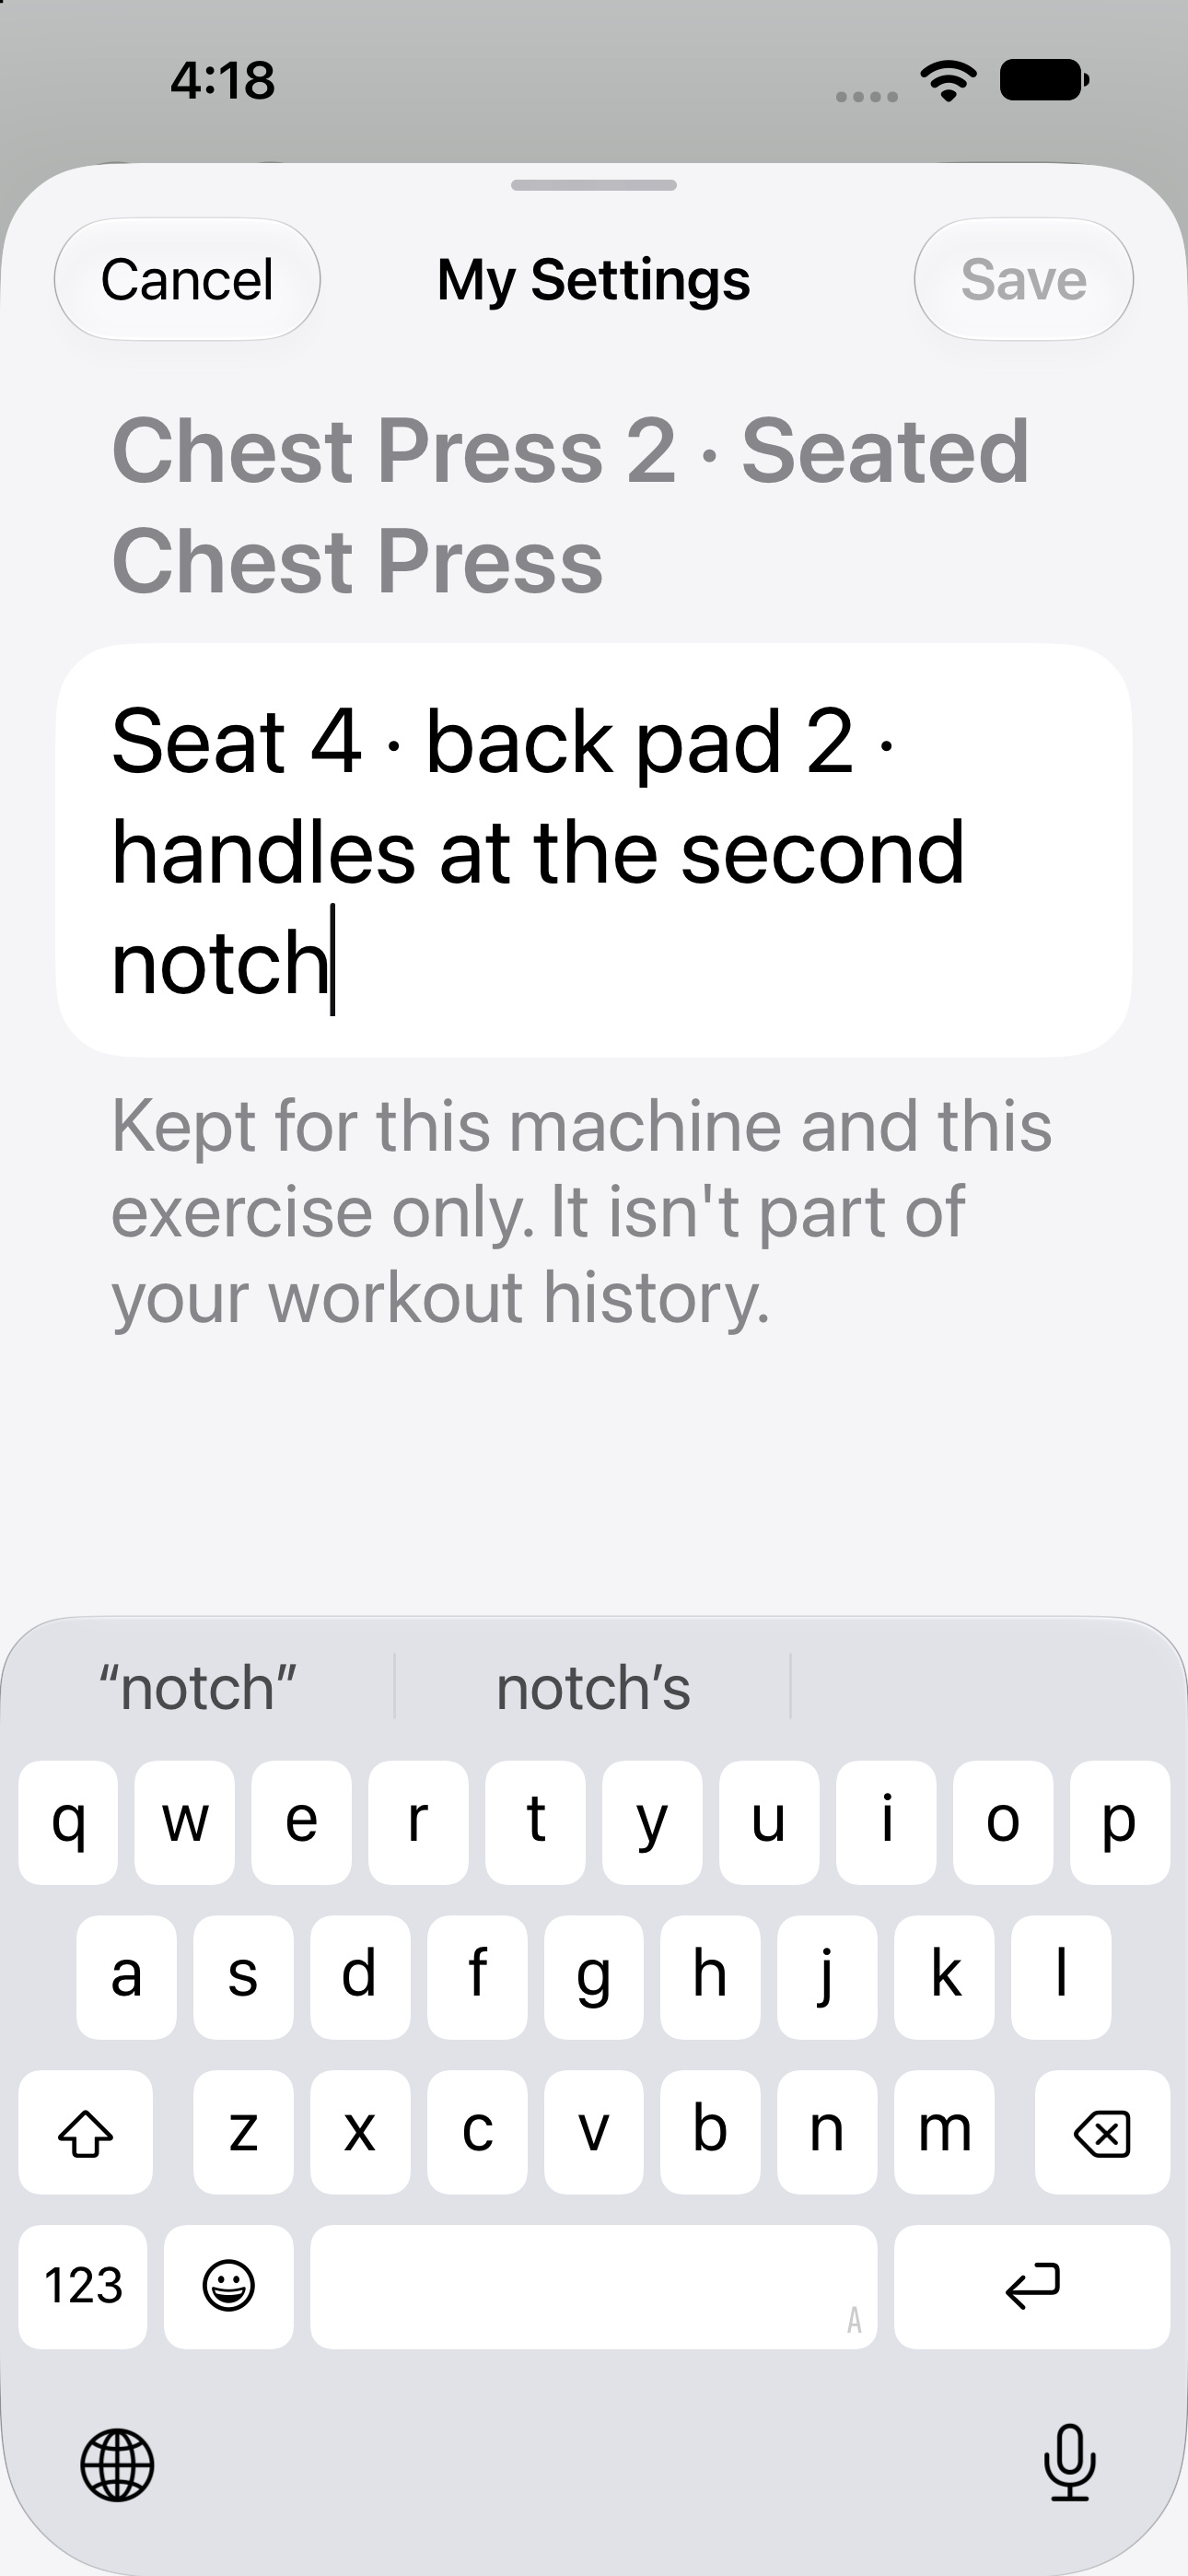 4:18
Cancel
My Settings
Save
Chest Press 2 · Seated
Chest Press
Seat 4 · back pad 2 ·
handles at the second
notch
Kept for this machine and this
exercise only. It isn't part of
your workout history.
“notch”
notch’s
q w e r t y u i o p
a s d f g h j k l
z x c v b n m
123
A